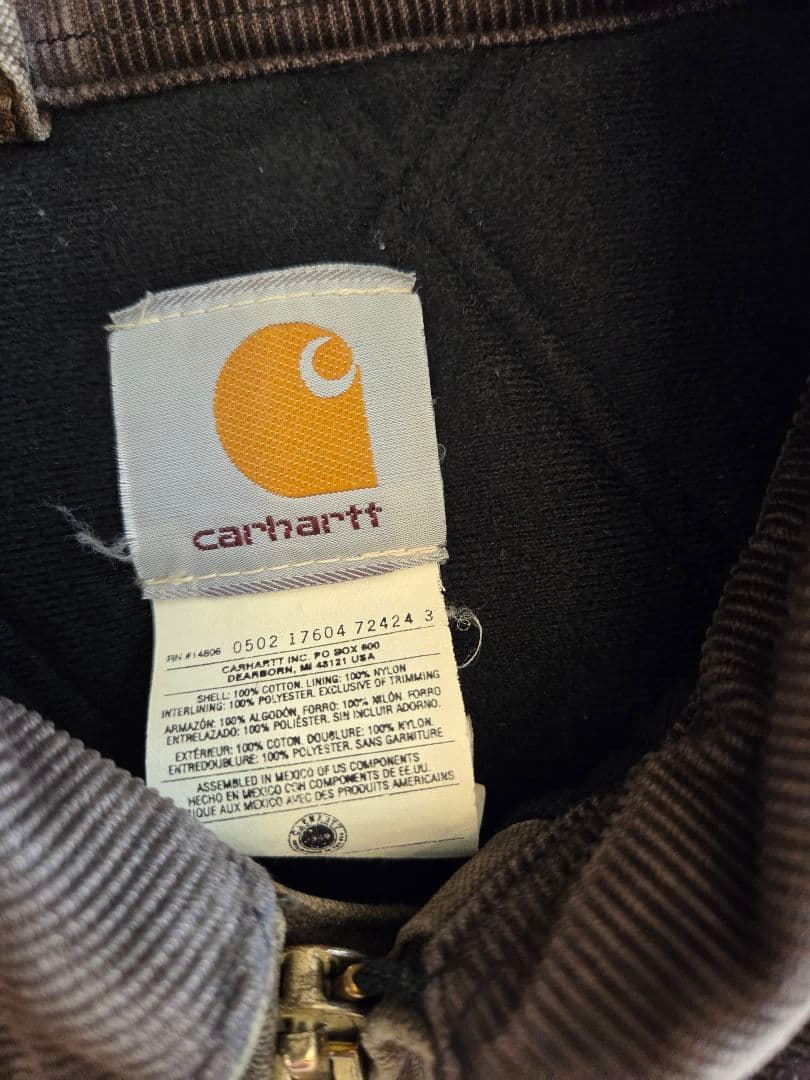 carhartt
RN #14806 0502 17604 72424 3
CARHARTT INC. PO BOX 600
DEARBORN, MI 48121 USA
SHELL: 100% COTTON. LINING: 100% NYLON
INTERLINING: 100% POLYESTER. EXCLUSIVE OF TRIMMING
ARMAZÓN: 100% ALGODÓN, FORRO: 100% NILÓN. FORRO
ENTRELAZADO: 100% POLIÉSTER. SIN INCLUIR ADORNO.
EXTÉRIEUR: 100% COTON, DOUBLURE: 100% NYLON.
ENTREDOUBLURE: 100% POLYESTER. SANS GARNITURE
ASSEMBLED IN MEXICO OF US COMPONENTS
HECHO EN MEXICO CON COMPONENTS DE EE.UU.
QUE AUX MEXICO AVEC DES PRODUITS AMERICAINS
CARHARTT